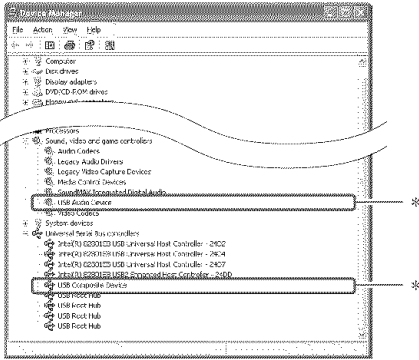 Device Manager
File Action View Help
Computer
Disk drives
Display adapters
DVD/CD-ROM drives
Processors
Sound, video and game controllers
Audio Codecs
Legacy Audio Drivers
Legacy Video Capture Devices
Media Control Devices
SoundMAX Integrated Digital Audio
USB Audio Device
※
Video Codecs
System devices
Universal Serial Bus controllers
Intel(R) 82801EB USB Universal Host Controller - 24D2
Intel(R) 82801EB USB Universal Host Controller - 24D4
Intel(R) 82801EB USB Universal Host Controller - 24D7
Intel(R) 82801EB USB2 Enhanced Host Controller - 24DD
USB Composite Device
※
USB Root Hub
USB Root Hub
USB Root Hub
USB Root Hub